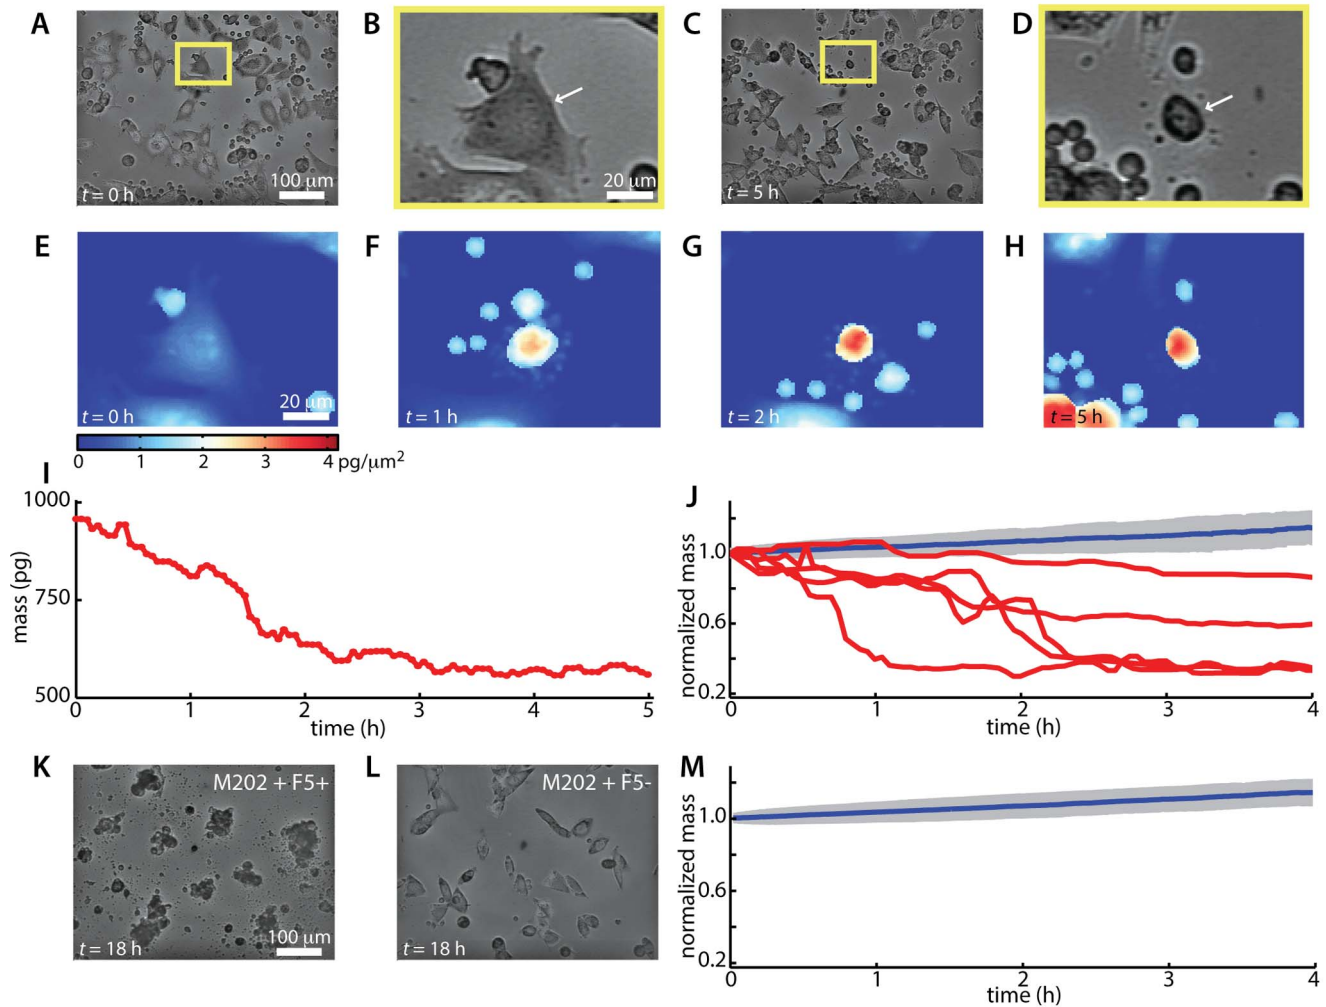 A
B
C
D
t = 0 h
100 μm
20 μm
t = 5 h
E
F
G
H
t = 0 h
20 μm
t = 1 h
t = 2 h
t = 5 h
0 1 2 3 4 pg/μm²
I
1000
750
500
mass (pg)
0 1 2 3 4 5
time (h)
J
1.0
0.6
0.2
normalized mass
0 1 2 3 4
time (h)
K
M202 + F5+
t = 18 h
100 μm
L
M202 + F5-
t = 18 h
M
1.0
0.6
0.2
normalized mass
0 1 2 3 4
time (h)